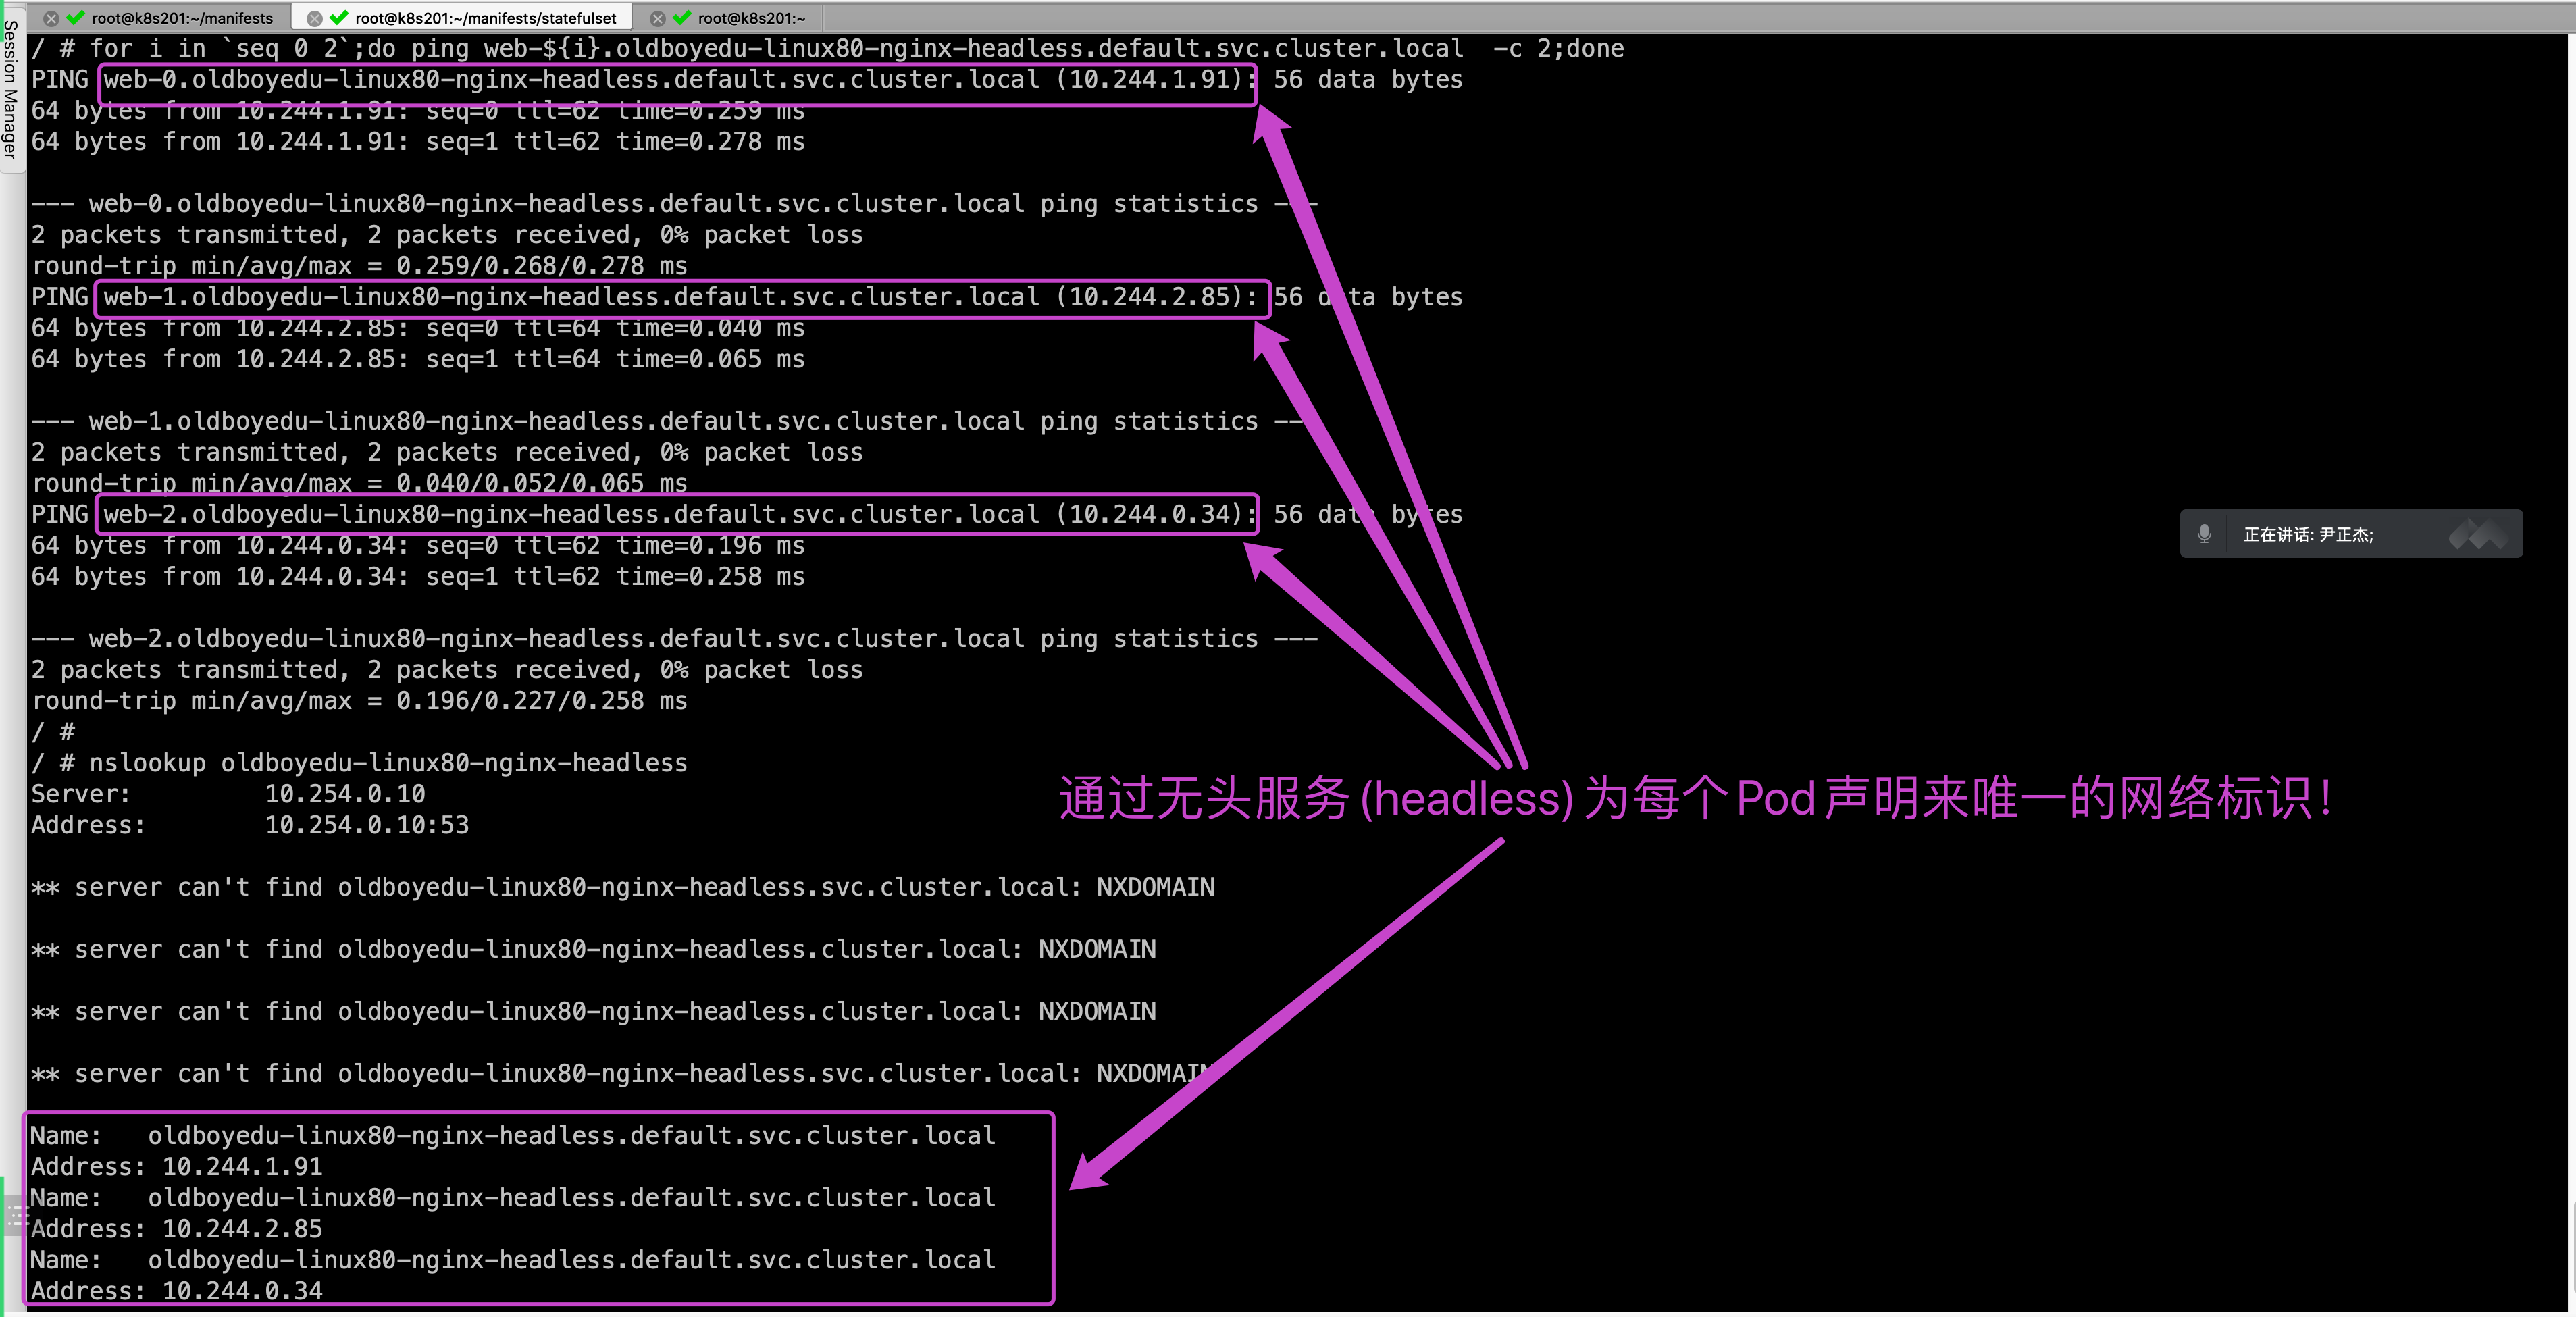 Session Manager
root@k8s201:~/manifests
root@k8s201:~/manifests/statefulset
root@k8s201:~
/ # for i in `seq 0 2`;do ping web-${i}.oldboyedu-linux80-nginx-headless.default.svc.cluster.local  -c 2;done
PING web-0.oldboyedu-linux80-nginx-headless.default.svc.cluster.local (10.244.1.91): 56 data bytes
64 bytes from 10.244.1.91: seq=0 ttl=62 time=0.259 ms
64 bytes from 10.244.1.91: seq=1 ttl=62 time=0.278 ms
--- web-0.oldboyedu-linux80-nginx-headless.default.svc.cluster.local ping statistics ---
2 packets transmitted, 2 packets received, 0% packet loss
round-trip min/avg/max = 0.259/0.268/0.278 ms
PING web-1.oldboyedu-linux80-nginx-headless.default.svc.cluster.local (10.244.2.85): 56 data bytes
64 bytes from 10.244.2.85: seq=0 ttl=64 time=0.040 ms
64 bytes from 10.244.2.85: seq=1 ttl=64 time=0.065 ms
--- web-1.oldboyedu-linux80-nginx-headless.default.svc.cluster.local ping statistics ---
2 packets transmitted, 2 packets received, 0% packet loss
round-trip min/avg/max = 0.040/0.052/0.065 ms
PING web-2.oldboyedu-linux80-nginx-headless.default.svc.cluster.local (10.244.0.34): 56 data bytes
64 bytes from 10.244.0.34: seq=0 ttl=62 time=0.196 ms
正在讲话: 尹正杰;
64 bytes from 10.244.0.34: seq=1 ttl=62 time=0.258 ms
--- web-2.oldboyedu-linux80-nginx-headless.default.svc.cluster.local ping statistics ---
2 packets transmitted, 2 packets received, 0% packet loss
round-trip min/avg/max = 0.196/0.227/0.258 ms
/ #
/ # nslookup oldboyedu-linux80-nginx-headless
Server:         10.254.0.10
Address:        10.254.0.10:53
通过无头服务(headless)为每个Pod声明来唯一的网络标识!
** server can't find oldboyedu-linux80-nginx-headless.svc.cluster.local: NXDOMAIN
** server can't find oldboyedu-linux80-nginx-headless.cluster.local: NXDOMAIN
** server can't find oldboyedu-linux80-nginx-headless.cluster.local: NXDOMAIN
** server can't find oldboyedu-linux80-nginx-headless.svc.cluster.local: NXDOMAIN
Name:   oldboyedu-linux80-nginx-headless.default.svc.cluster.local
Address: 10.244.1.91
Name:   oldboyedu-linux80-nginx-headless.default.svc.cluster.local
Address: 10.244.2.85
Name:   oldboyedu-linux80-nginx-headless.default.svc.cluster.local
Address: 10.244.0.34